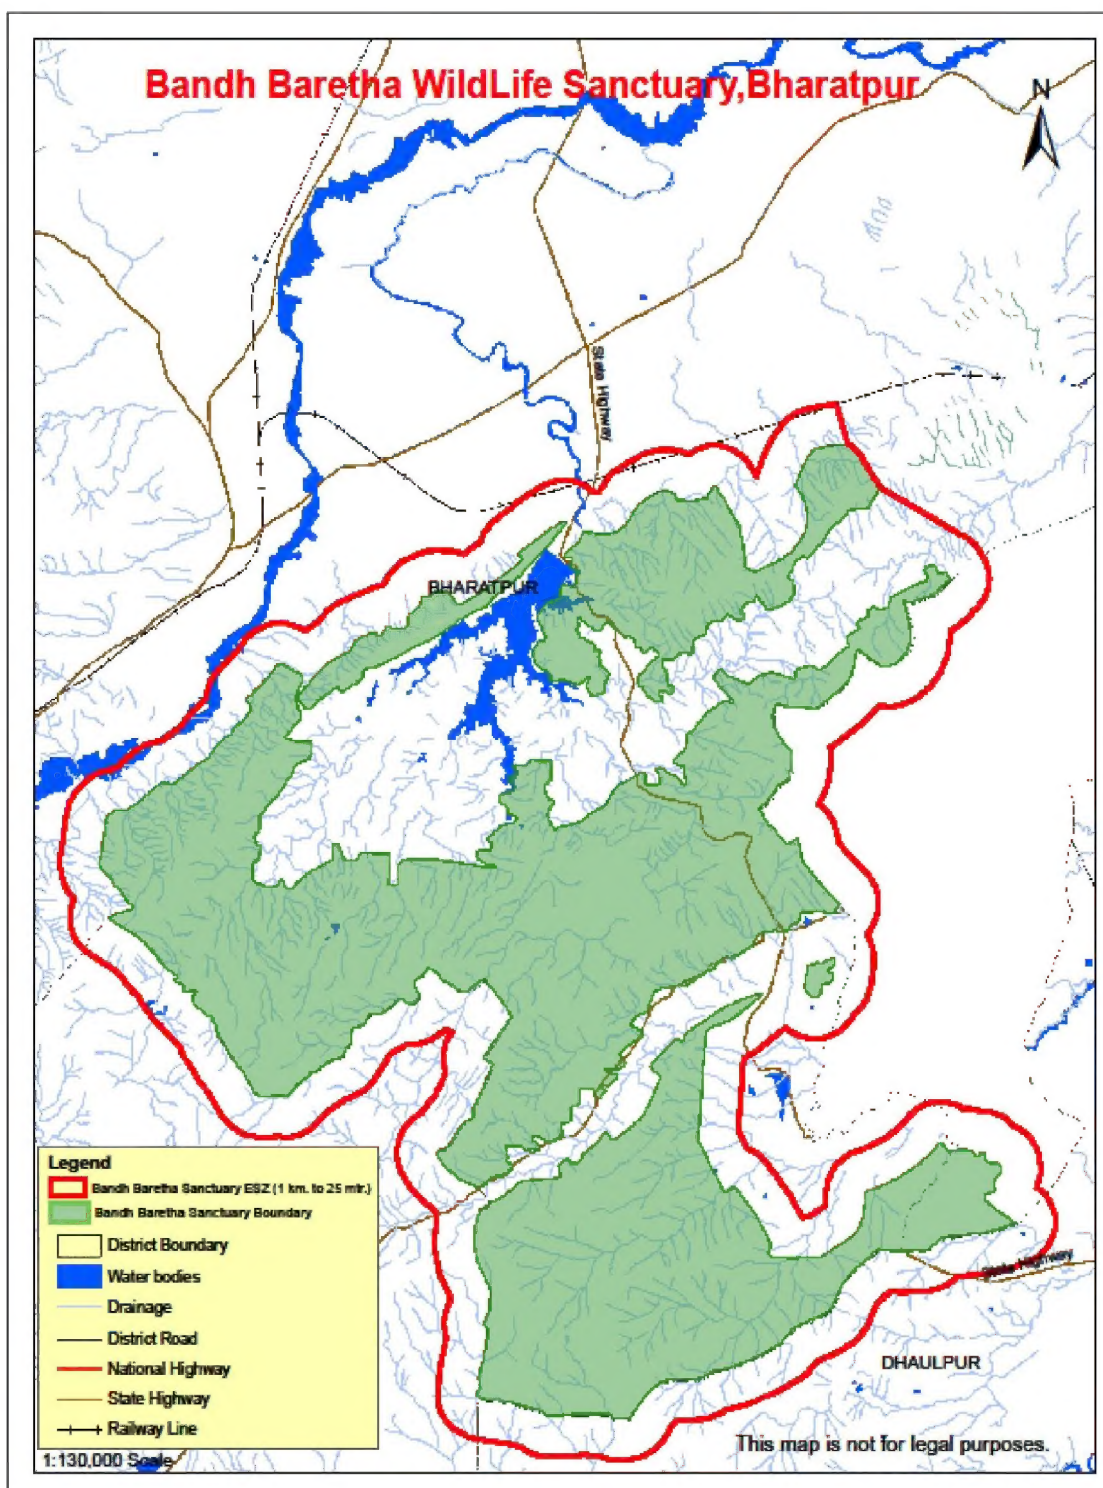 Bandh Baretha WildLife Sanctuary,Bharatpur
N
State Highway
BHARATPUR
Legend
Bandh Baretha Sanctuary ESZ (1 km. to 25 mtr.)
Bandh Baretha Sanctuary Boundary
District Boundary
Water bodies
Drainage
District Road
National Highway
State Highway
Railway Line
1:130,000 Scale
State Highway
DHAULPUR
This map is not for legal purposes.